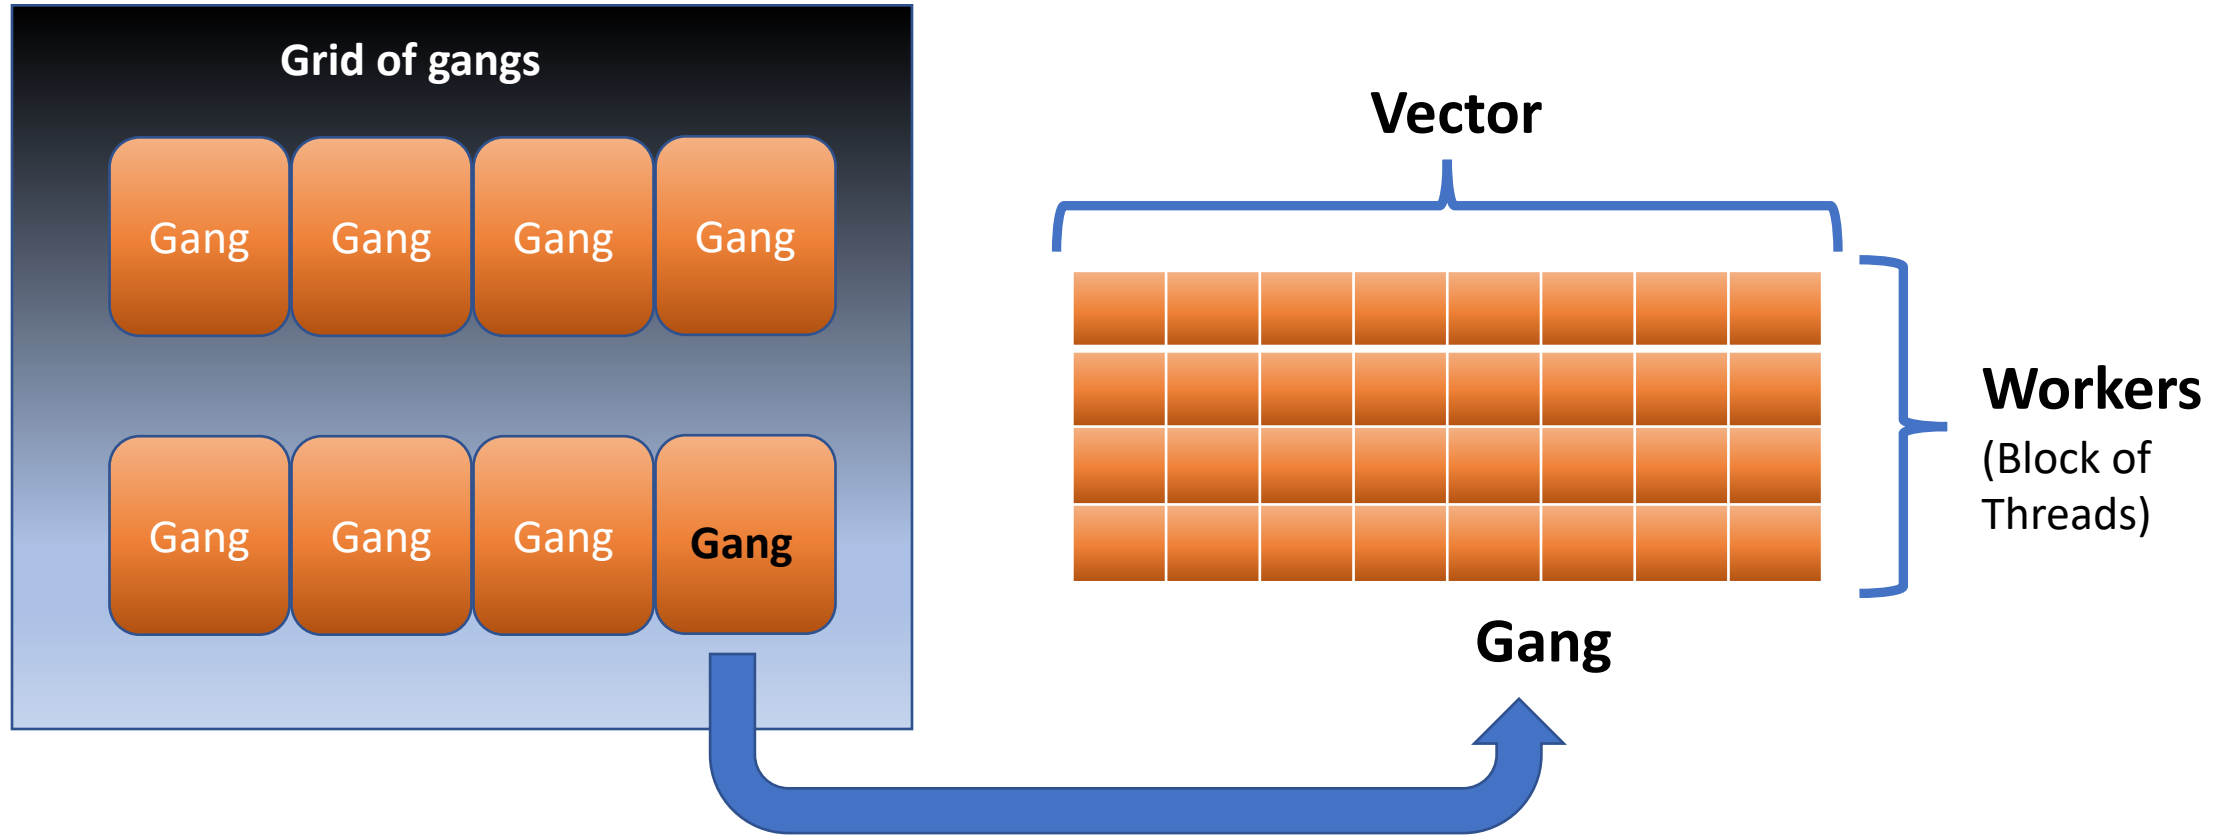 Grid of gangs
Gang Gang Gang Gang
Gang Gang Gang Gang
Vector
Workers
(Block of
Threads)
Gang